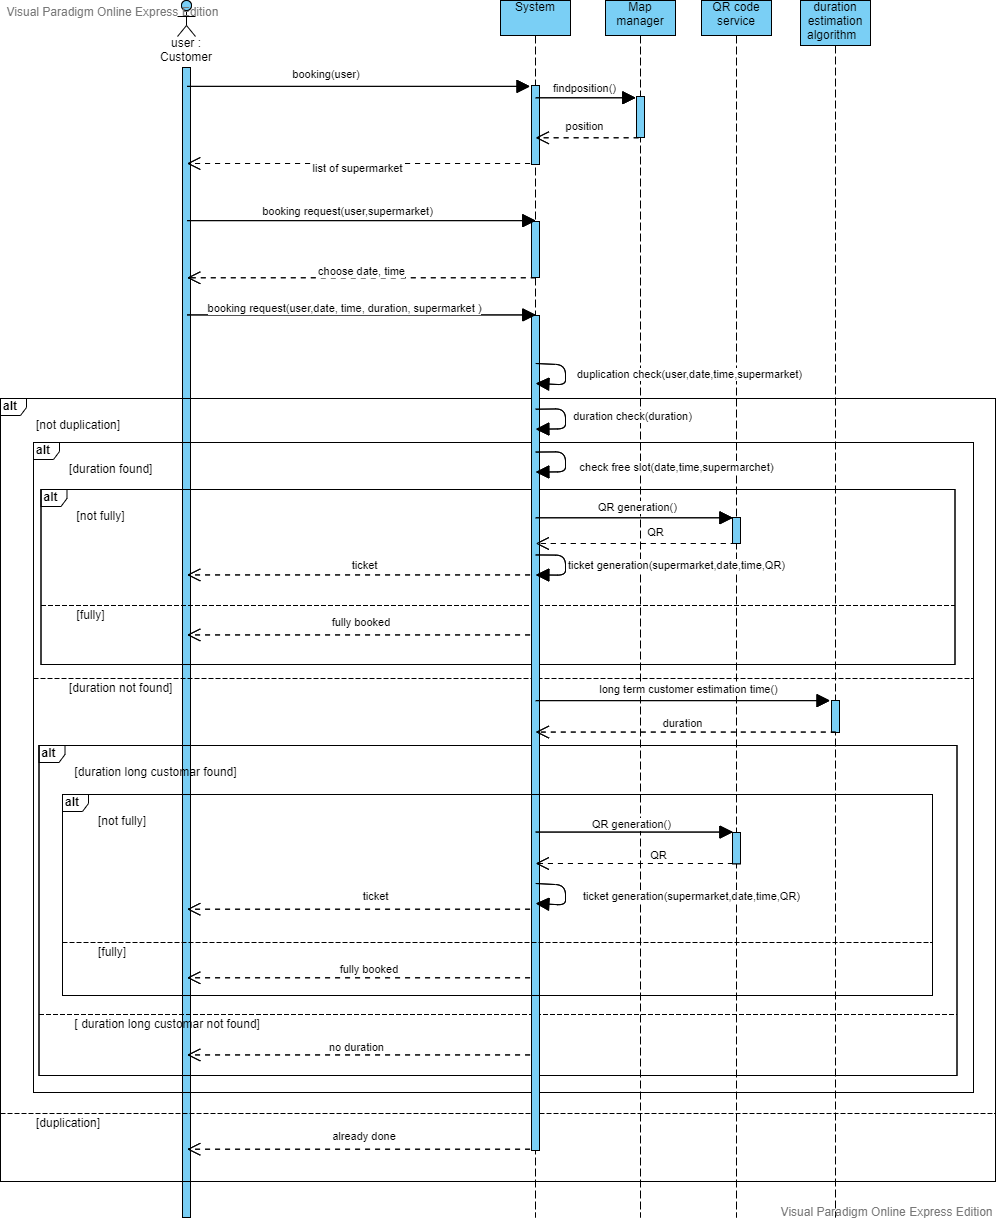 Visual Paradigm Online Express Edition
user :
Customer
System
Map
manager
QR code
service
duration
estimation
algorithm
booking(user)
findposition()
position
list of supermarket
booking request(user,supermarket)
choose date, time
booking request(user,date, time, duration, supermarket )
duplication check(user,date,time,supermarket)
alt
[not duplication]
duration check(duration)
alt
[duration found]
check free slot(date,time,supermarchet)
alt
[not fully]
QR generation()
QR
ticket
ticket generation(supermarket,date,time,QR)
[fully]
fully booked
[duration not found]
long term customer estimation time()
duration
alt
[duration long customar found]
alt
[not fully]
QR generation()
QR
ticket
ticket generation(supermarket,date,time,QR)
[fully]
fully booked
[ duration long customar not found]
no duration
[duplication]
already done
Visual Paradigm Online Express Edition